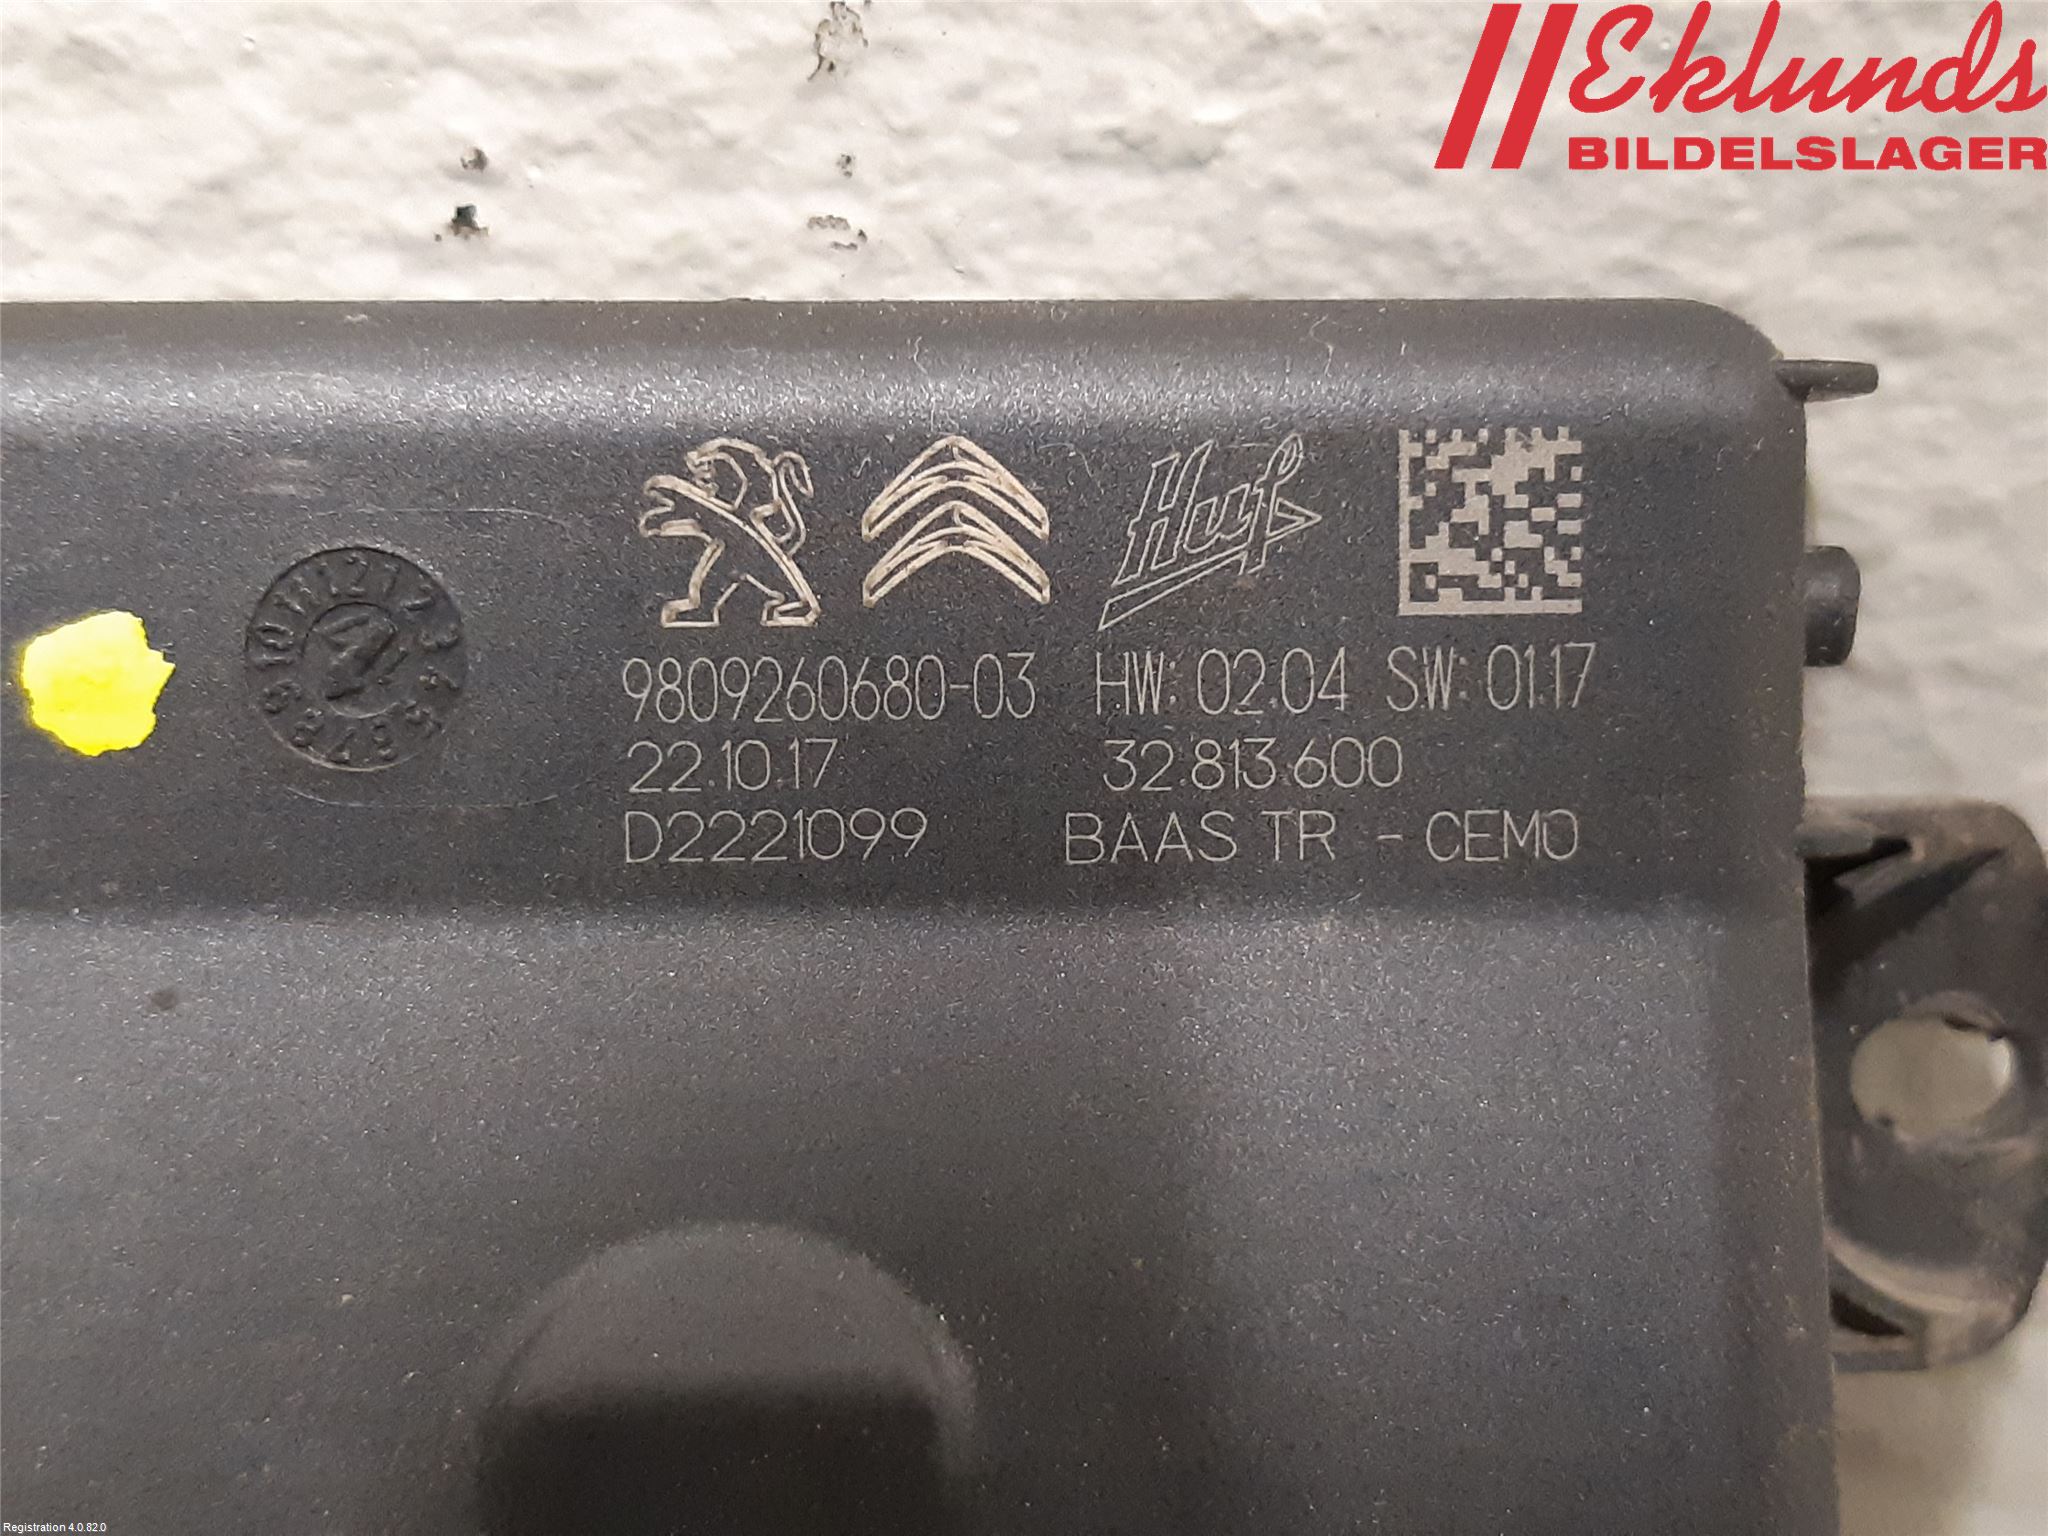 Eklunds
BILDELSLAGER
Huf
9809260680-03 HW: 02.04 SW: 01.17
22.10.17 32.813.600
D2221099 BAAS TR - CEMO
Registration 4.0.82.0